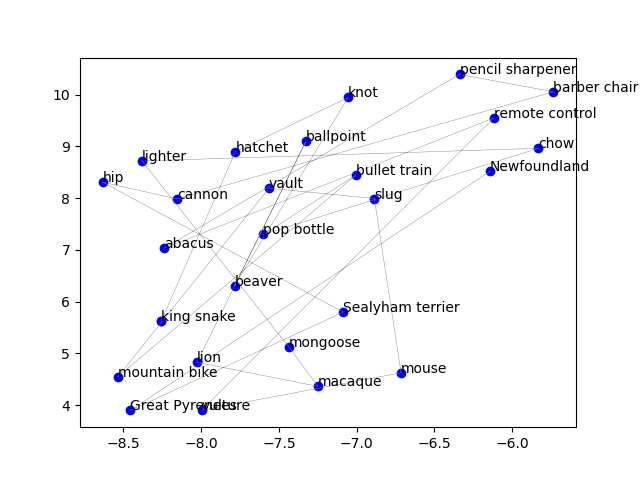 pencil sharpener
barber chair
10
knot
remote control
9
ballpoint
chow
hatchet
lighter
Newfoundland
bullet train
hip
vault
8
cannon
slug
pop bottle
abacus
7
beaver
6
Sealyham terrier
king snake
mongoose
5
lion
mouse
mountain bike
macaque
4
Great Pyrenees
vulture
−8.5 −8.0 −7.5 −7.0 −6.5 −6.0